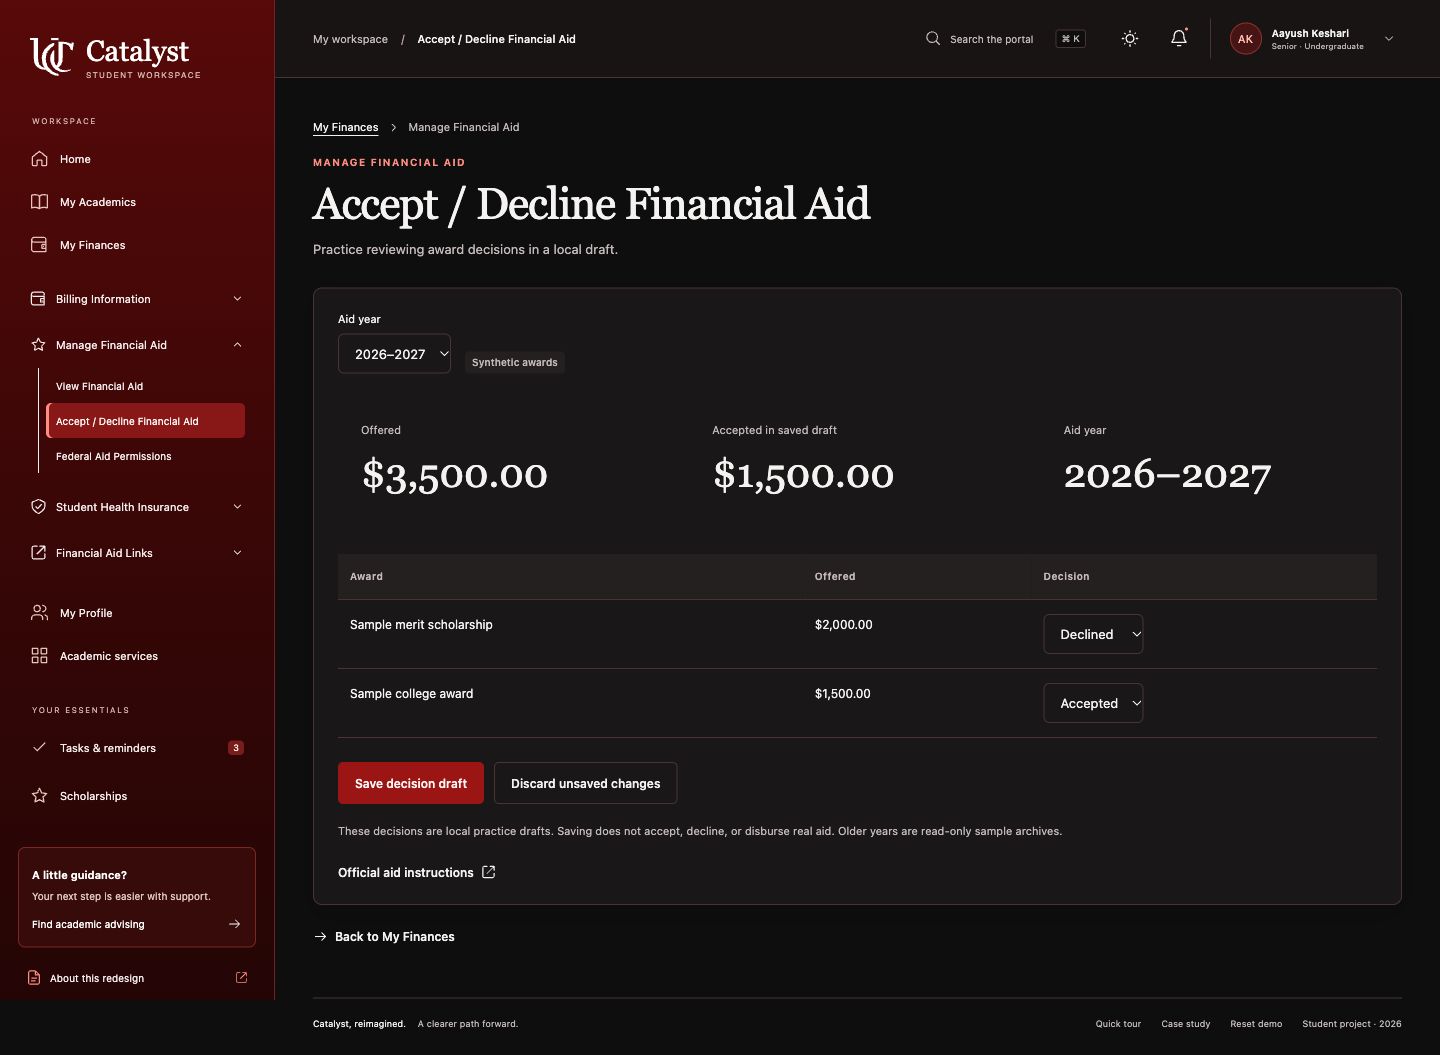 UC Catalyst
STUDENT WORKSPACE
WORKSPACE
Home
My Academics
My Finances
Billing Information
Manage Financial Aid
View Financial Aid
Accept / Decline Financial Aid
Federal Aid Permissions
Student Health Insurance
Financial Aid Links
My Profile
Academic services
YOUR ESSENTIALS
Tasks & reminders 3
Scholarships
A little guidance?
Your next step is easier with support.
Find academic advising
About this redesign
My workspace / Accept / Decline Financial Aid
Search the portal ⌘ K
AK
Aayush Keshari
Senior · Undergraduate
My Finances > Manage Financial Aid
MANAGE FINANCIAL AID
Accept / Decline Financial Aid
Practice reviewing award decisions in a local draft.
Aid year
2026–2027
Synthetic awards
Offered Accepted in saved draft Aid year
$3,500.00 $1,500.00 2026–2027
Award Offered Decision
Sample merit scholarship $2,000.00 Declined
Sample college award $1,500.00 Accepted
Save decision draft Discard unsaved changes
These decisions are local practice drafts. Saving does not accept, decline, or disburse real aid. Older years are read-only sample archives.
Official aid instructions
Back to My Finances
Catalyst, reimagined. A clearer path forward.
Quick tour Case study Reset demo Student project · 2026